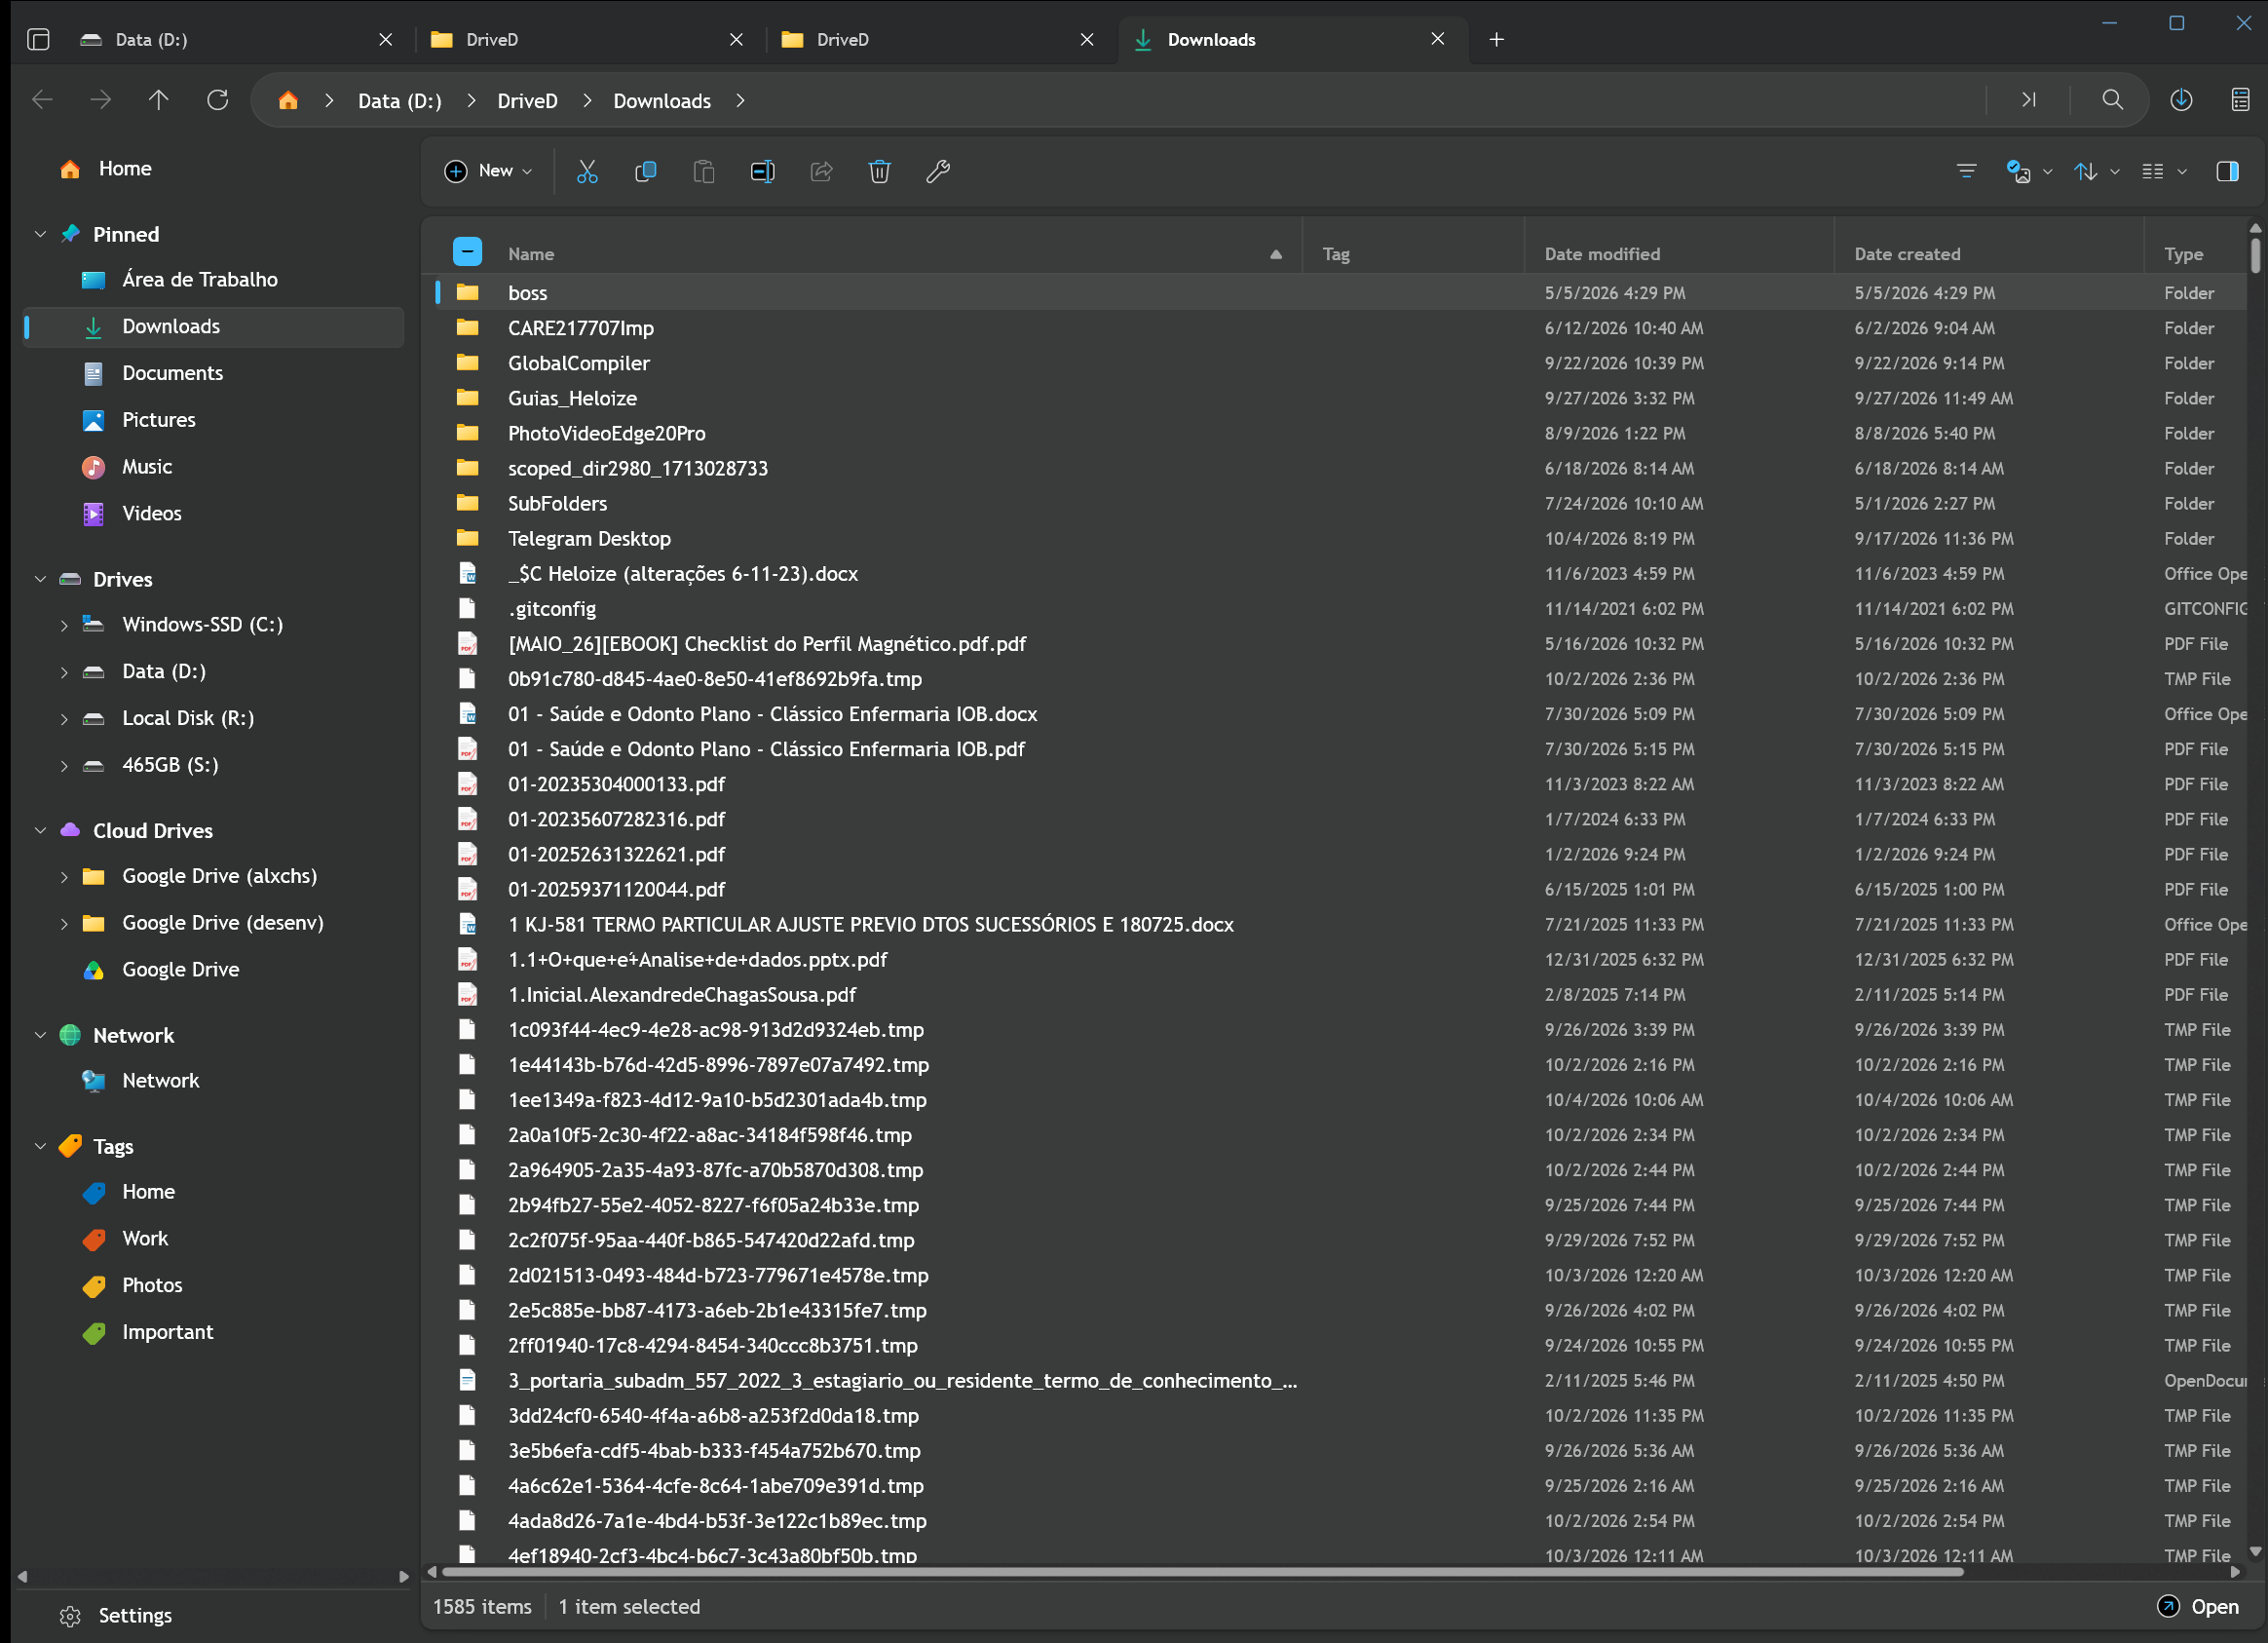 Data (D:) DriveD DriveD Downloads
Data (D:) DriveD Downloads
Home
Pinned
Área de Trabalho
Downloads
Documents
Pictures
Music
Videos
Drives
Windows-SSD (C:)
Data (D:)
Local Disk (R:)
465GB (S:)
Cloud Drives
Google Drive (alxchs)
Google Drive (desenv)
Google Drive
Network
Network
Tags
Home
Work
Photos
Important
Settings
New
Name Tag Date modified Date created Type
boss 5/5/2026 4:29 PM 5/5/2026 4:29 PM Folder
CARE217707Imp 6/12/2026 10:40 AM 6/2/2026 9:04 AM Folder
GlobalCompiler 9/22/2026 10:39 PM 9/22/2026 9:14 PM Folder
Guias_Heloize 9/27/2026 3:32 PM 9/27/2026 11:49 AM Folder
PhotoVideoEdge20Pro 8/9/2026 1:22 PM 8/8/2026 5:40 PM Folder
scoped_dir2980_1713028733 6/18/2026 8:14 AM 6/18/2026 8:14 AM Folder
SubFolders 7/24/2026 10:10 AM 5/1/2026 2:27 PM Folder
Telegram Desktop 10/4/2026 8:19 PM 9/17/2026 11:36 PM Folder
_$C Heloize (alterações 6-11-23).docx 11/6/2023 4:59 PM 11/6/2023 4:59 PM Office Ope
.gitconfig 11/14/2021 6:02 PM 11/14/2021 6:02 PM GITCONFIG
[MAIO_26][EBOOK] Checklist do Perfil Magnético.pdf.pdf 5/16/2026 10:32 PM 5/16/2026 10:32 PM PDF File
0b91c780-d845-4ae0-8e50-41ef8692b9fa.tmp 10/2/2026 2:36 PM 10/2/2026 2:36 PM TMP File
01 - Saúde e Odonto Plano - Clássico Enfermaria IOB.docx 7/30/2026 5:09 PM 7/30/2026 5:09 PM Office Ope
01 - Saúde e Odonto Plano - Clássico Enfermaria IOB.pdf 7/30/2026 5:15 PM 7/30/2026 5:15 PM PDF File
01-20235304000133.pdf 11/3/2023 8:22 AM 11/3/2023 8:22 AM PDF File
01-20235607282316.pdf 1/7/2024 6:33 PM 1/7/2024 6:33 PM PDF File
01-20252631322621.pdf 1/2/2026 9:24 PM 1/2/2026 9:24 PM PDF File
01-20259371120044.pdf 6/15/2025 1:01 PM 6/15/2025 1:00 PM PDF File
1 KJ-581 TERMO PARTICULAR AJUSTE PREVIO DTOS SUCESSÓRIOS E 180725.docx 7/21/2025 11:33 PM 7/21/2025 11:33 PM Office Ope
1.1+O+que+é+Analise+de+dados.pptx.pdf 12/31/2025 6:32 PM 12/31/2025 6:32 PM PDF File
1.Inicial.AlexandredeChagasSousa.pdf 2/8/2025 7:14 PM 2/11/2025 5:14 PM PDF File
1c093f44-4ec9-4e28-ac98-913d2d9324eb.tmp 9/26/2026 3:39 PM 9/26/2026 3:39 PM TMP File
1e44143b-b76d-42d5-8996-7897e07a7492.tmp 10/2/2026 2:16 PM 10/2/2026 2:16 PM TMP File
1ee1349a-f823-4d12-9a10-b5d2301ada4b.tmp 10/4/2026 10:06 AM 10/4/2026 10:06 AM TMP File
2a0a10f5-2c30-4f22-a8ac-34184f598f46.tmp 10/2/2026 2:34 PM 10/2/2026 2:34 PM TMP File
2a964905-2a35-4a93-87fc-a70b5870d308.tmp 10/2/2026 2:44 PM 10/2/2026 2:44 PM TMP File
2b94fb27-55e2-4052-8227-f6f05a24b33e.tmp 9/25/2026 7:44 PM 9/25/2026 7:44 PM TMP File
2c2f075f-95aa-440f-b865-547420d22afd.tmp 9/29/2026 7:52 PM 9/29/2026 7:52 PM TMP File
2d021513-0493-484d-b723-779671e4578e.tmp 10/3/2026 12:20 AM 10/3/2026 12:20 AM TMP File
2e5c885e-bb87-4173-a6eb-2b1e43315fe7.tmp 9/26/2026 4:02 PM 9/26/2026 4:02 PM TMP File
2ff01940-17c8-4294-8454-340ccc8b3751.tmp 9/24/2026 10:55 PM 9/24/2026 10:55 PM TMP File
3_portaria_subadm_557_2022_3_estagiario_ou_residente_termo_de_conhecimento_... 2/11/2025 5:46 PM 2/11/2025 4:50 PM OpenDocu
3dd24cf0-6540-4f4a-a6b8-a253f2d0da18.tmp 10/2/2026 11:35 PM 10/2/2026 11:35 PM TMP File
3e5b6efa-cdf5-4bab-b333-f454a752b670.tmp 9/26/2026 5:36 AM 9/26/2026 5:36 AM TMP File
4a6c62e1-5364-4cfe-8c64-1abe709e391d.tmp 9/25/2026 2:16 AM 9/25/2026 2:16 AM TMP File
4ada8d26-7a1e-4bd4-b53f-3e122c1b89ec.tmp 10/2/2026 2:54 PM 10/2/2026 2:54 PM TMP File
4ef18940-2cf3-4bc4-b6c7-3c43a80bf50b.tmp 10/3/2026 12:11 AM 10/3/2026 12:11 AM TMP File
1585 items 1 item selected Open